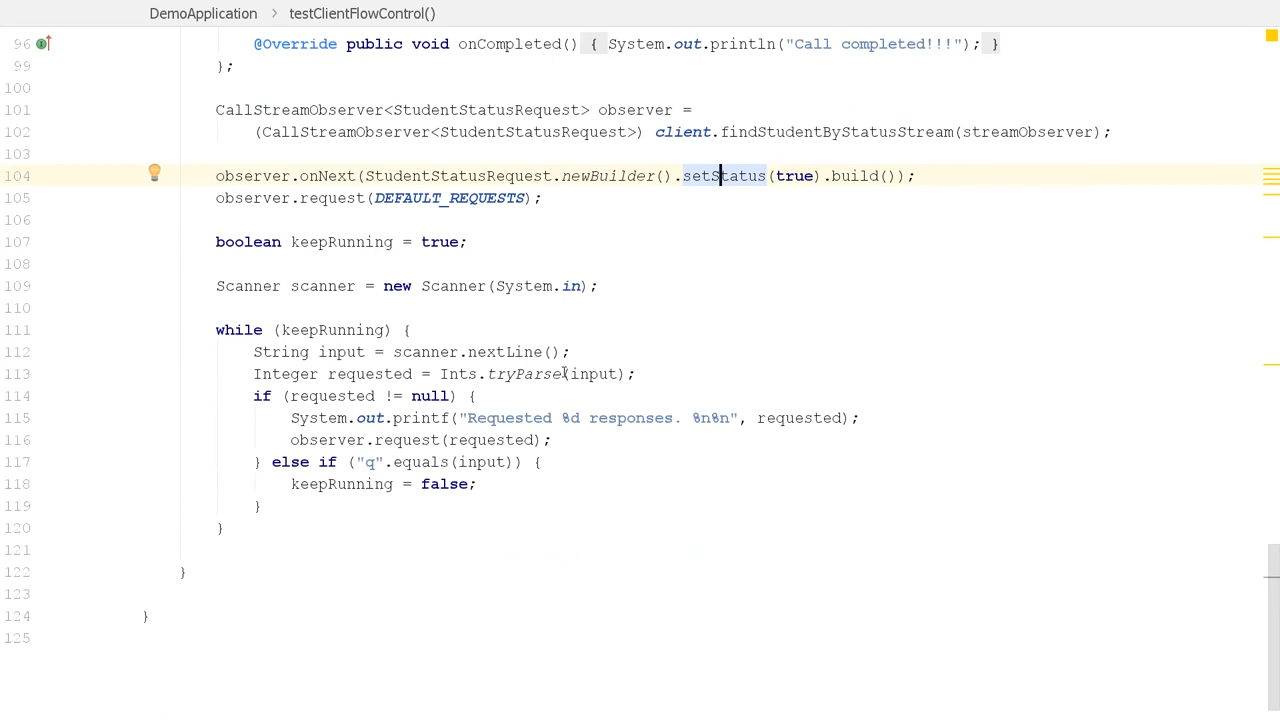 DemoApplication > testClientFlowControl()
96 @Override public void onCompleted() { System.out.println("Call completed!!!"); }
99 };
100
101 CallStreamObserver<StudentStatusRequest> observer =
102 (CallStreamObserver<StudentStatusRequest>) client.findStudentByStatusStream(streamObserver);
103
104 observer.onNext(StudentStatusRequest.newBuilder().setStatus(true).build());
105 observer.request(DEFAULT_REQUESTS);
106
107 boolean keepRunning = true;
108
109 Scanner scanner = new Scanner(System.in);
110
111 while (keepRunning) {
112 String input = scanner.nextLine();
113 Integer requested = Ints.tryParse(input);
114 if (requested != null) {
115 System.out.printf("Requested %d responses. %n%n", requested);
116 observer.request(requested);
117 } else if ("q".equals(input)) {
118 keepRunning = false;
119 }
120 }
121
122 }
123
124 }
125